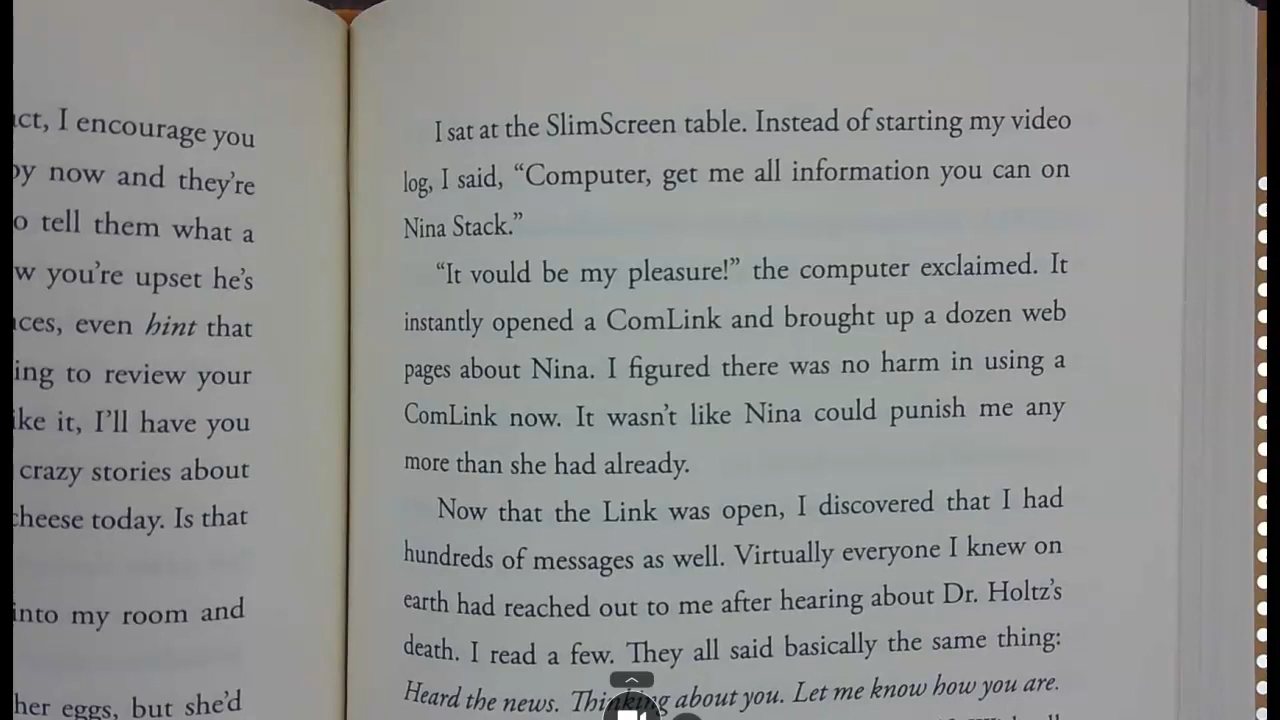 act, I encourage you
by now and they're
to tell them what a
w you're upset he's
nces, even hint that
ing to review your
ike it, I'll have you
crazy stories about
cheese today. Is that
into my room and
her eggs, but she'd
I sat at the SlimScreen table. Instead of starting my video
log, I said, “Computer, get me all information you can on
Nina Stack.”
“It vould be my pleasure!” the computer exclaimed. It
instantly opened a ComLink and brought up a dozen web
pages about Nina. I figured there was no harm in using a
ComLink now. It wasn't like Nina could punish me any
more than she had already.
Now that the Link was open, I discovered that I had
hundreds of messages as well. Virtually everyone I knew on
earth had reached out to me after hearing about Dr. Holtz's
death. I read a few. They all said basically the same thing:
Heard the news. Thinking about you. Let me know how you are.